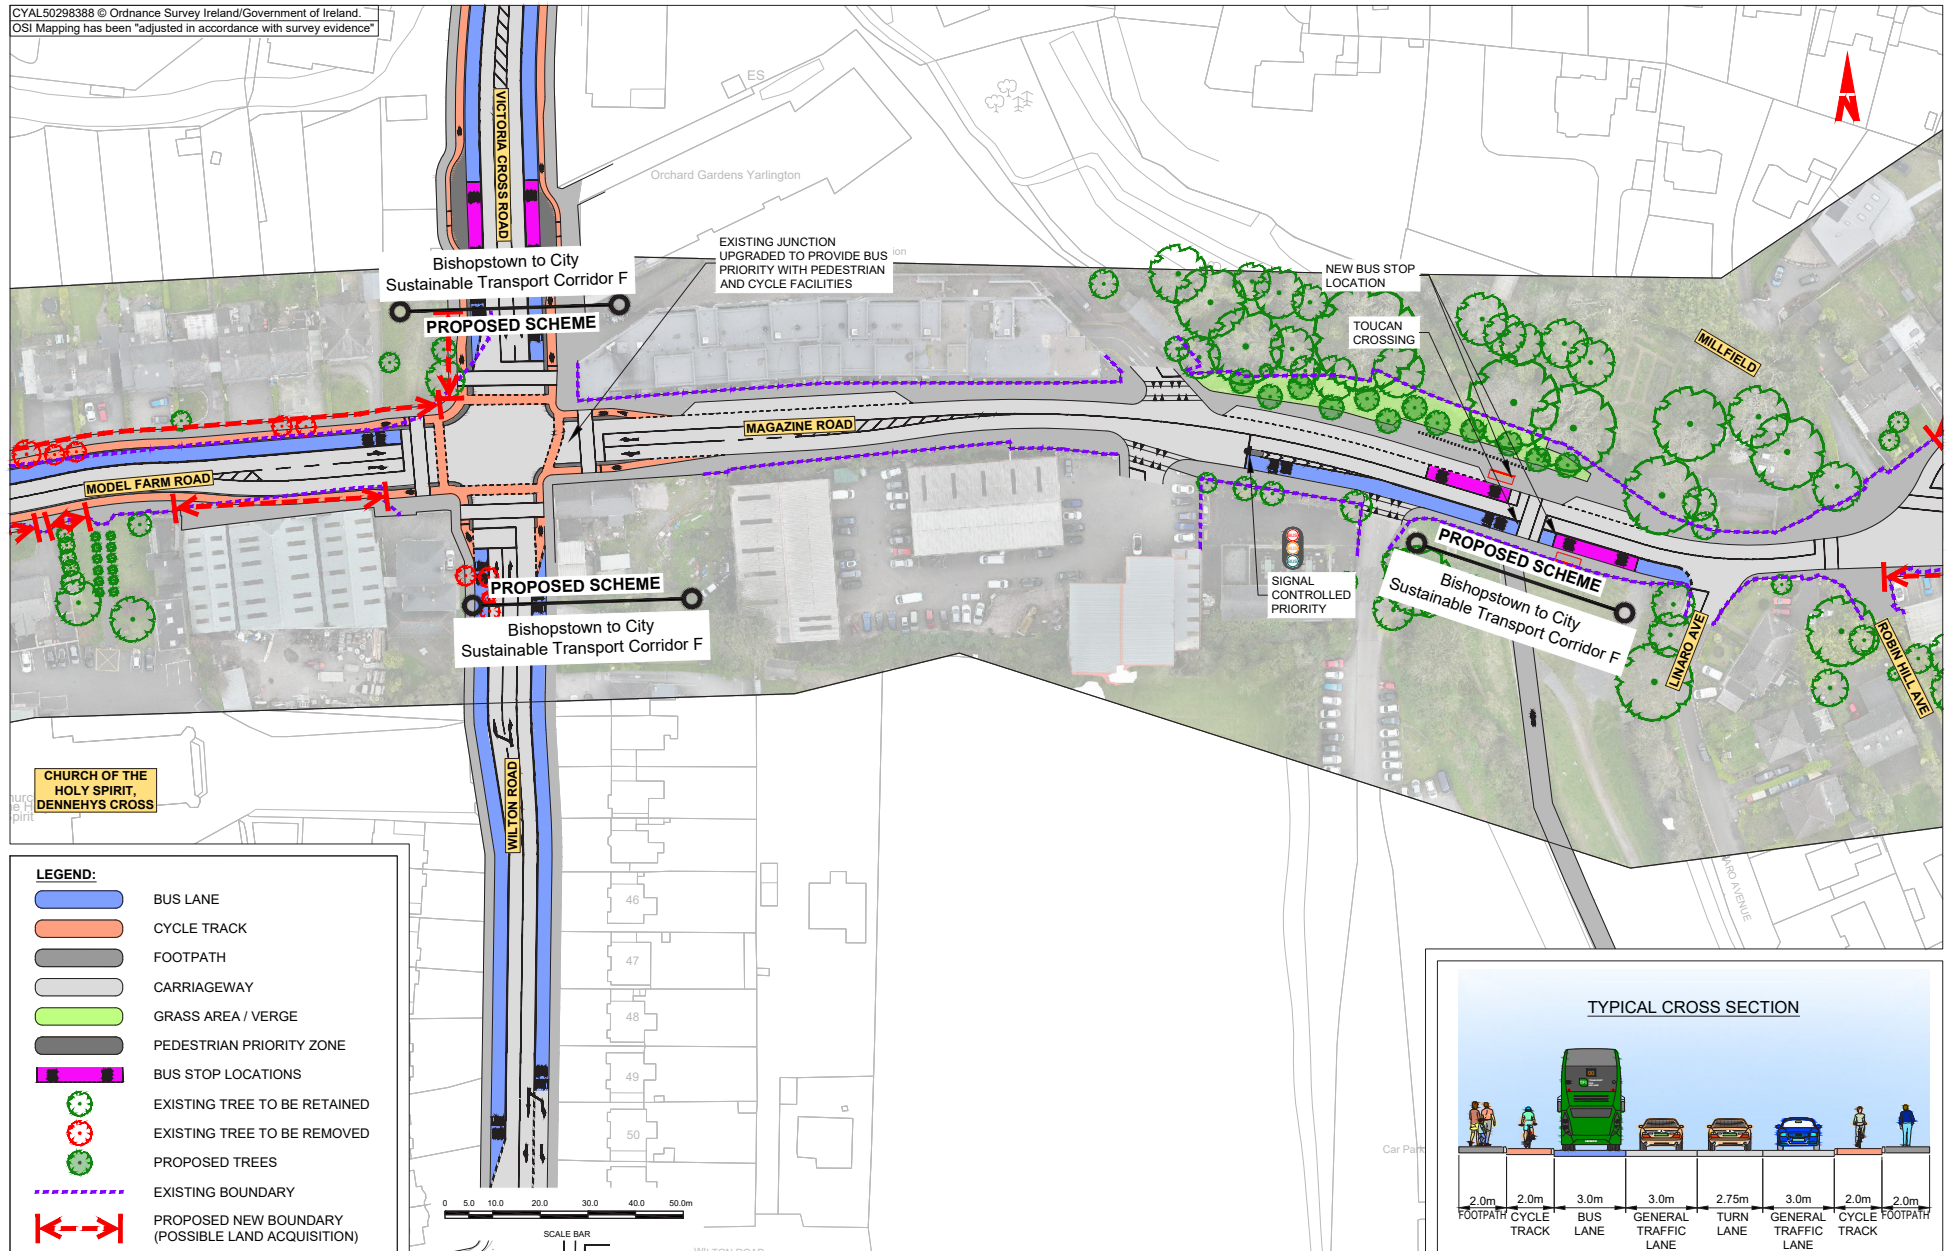 CYAL50298388 © Ordnance Survey Ireland/Government of Ireland.
OSI Mapping has been "adjusted in accordance with survey evidence"
ES
VICTORIA CROSS ROAD
Orchard Gardens Yarlington
EXISTING JUNCTION
UPGRADED TO PROVIDE BUS
PRIORITY WITH PEDESTRIAN
AND CYCLE FACILITIES
Bishopstown to City
Sustainable Transport Corridor F
PROPOSED SCHEME
NEW BUS STOP
LOCATION
TOUCAN
CROSSING
MILLFIELD
MAGAZINE ROAD
MODEL FARM ROAD
PROPOSED SCHEME
Bishopstown to City
Sustainable Transport Corridor F
SIGNAL
CONTROLLED
PRIORITY
PROPOSED SCHEME
Bishopstown to City
Sustainable Transport Corridor F
LINARO AVE
ROBIN HILL AVE
CHURCH OF THE
HOLY SPIRIT,
DENNEHYS CROSS
WILTON ROAD
46
47
48
49
50
Car Park
LEGEND:
BUS LANE
CYCLE TRACK
FOOTPATH
CARRIAGEWAY
GRASS AREA / VERGE
PEDESTRIAN PRIORITY ZONE
BUS STOP LOCATIONS
EXISTING TREE TO BE RETAINED
EXISTING TREE TO BE REMOVED
PROPOSED TREES
EXISTING BOUNDARY
PROPOSED NEW BOUNDARY
(POSSIBLE LAND ACQUISITION)
0 5.0 10.0 20.0 30.0 40.0 50.0m
SCALE BAR
TYPICAL CROSS SECTION
2.0m 2.0m 3.0m 3.0m 2.75m 3.0m 2.0m 2.0m
FOOTPATH CYCLE TRACK BUS LANE GENERAL TRAFFIC LANE TURN LANE GENERAL TRAFFIC LANE CYCLE TRACK FOOTPATH